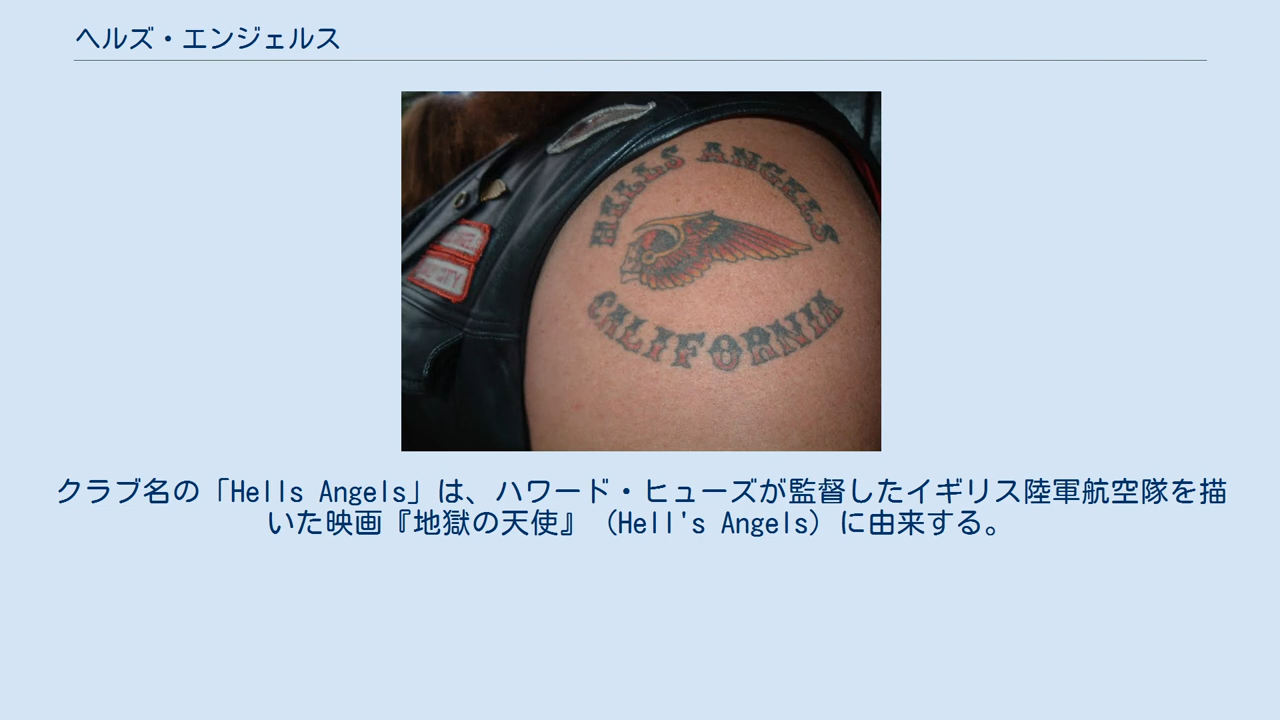 ヘルズ・エンジェルス
HELLS ANGELS
CALIFORNIA
クラブ名の「Hells Angels」は、ハワード・ヒューズが監督したイギリス陸軍航空隊を描
いた映画『地獄の天使』（Hell's Angels）に由来する。